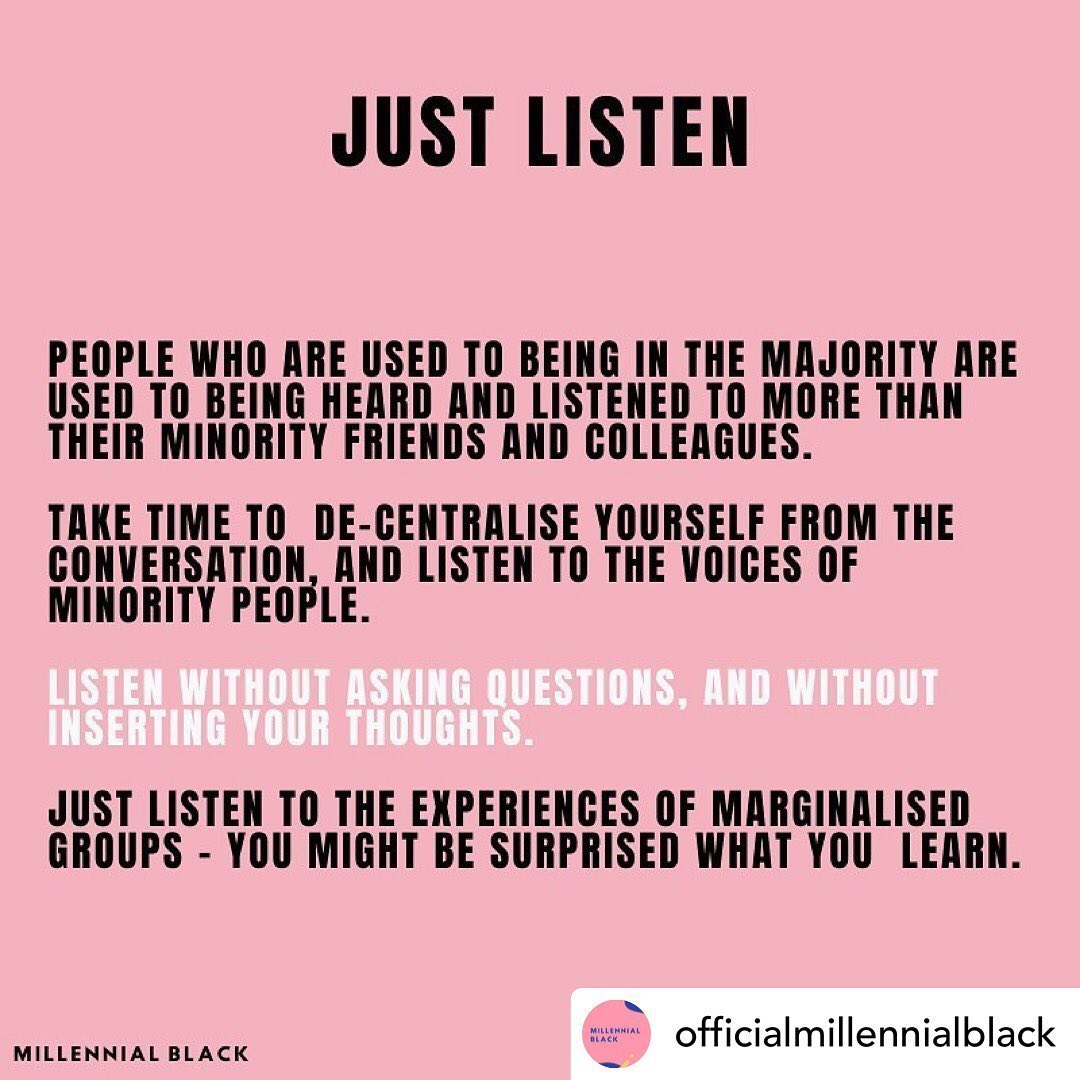 JUST LISTEN
PEOPLE WHO ARE USED TO BEING IN THE MAJORITY ARE
USED TO BEING HEARD AND LISTENED TO MORE THAN
THEIR MINORITY FRIENDS AND COLLEAGUES.
TAKE TIME TO  DE-CENTRALISE YOURSELF FROM THE
CONVERSATION, AND LISTEN TO THE VOICES OF
MINORITY PEOPLE.
LISTEN WITHOUT ASKING QUESTIONS, AND WITHOUT
INSERTING YOUR THOUGHTS.
JUST LISTEN TO THE EXPERIENCES OF MARGINALISED
GROUPS - YOU MIGHT BE SURPRISED WHAT YOU  LEARN.
MILLENNIAL BLACK
MILLENNIAL
BLACK
officialmillennialblack